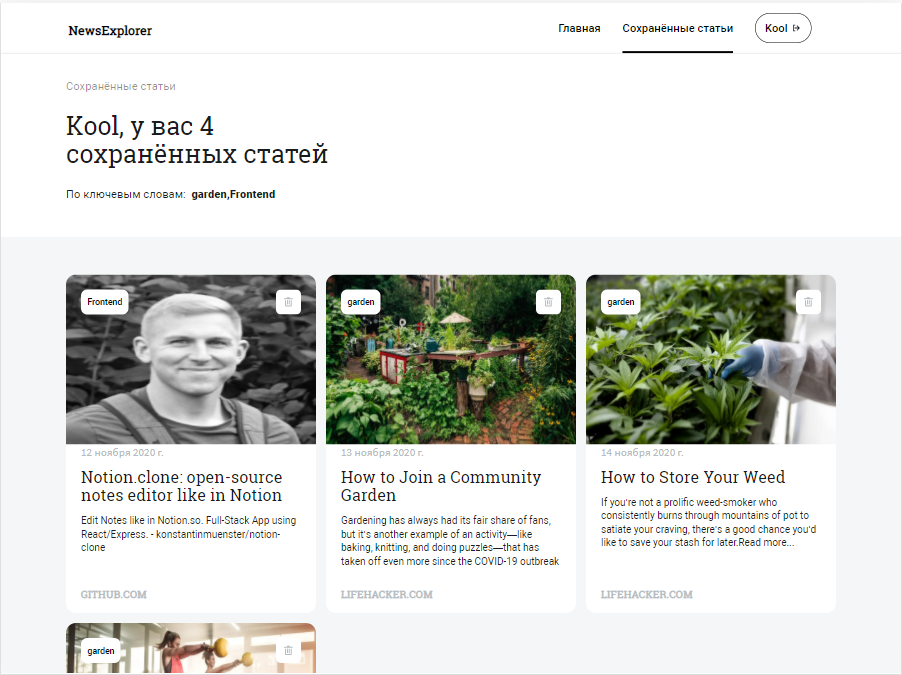 NewsExplorer
Главная
Сохранённые статьи
Kool
Сохранённые статьи
Kool, у вас 4
сохранённых статей
По ключевым словам: garden,Frontend
Frontend
12 ноября 2020 г.
Notion.clone: open-source
notes editor like in Notion
Edit Notes like in Notion.so. Full-Stack App using
React/Express. - konstantinmuenster/notion-
clone
GITHUB.COM
garden
13 ноября 2020 г.
How to Join a Community
Garden
Gardening has always had its fair share of fans,
but it's another example of an activity—like
baking, knitting, and doing puzzles—that has
taken off even more since the COVID-19 outbreak
LIFEHACKER.COM
garden
14 ноября 2020 г.
How to Store Your Weed
If you're not a prolific weed-smoker who
consistently burns through mountains of pot to
satiate your craving, there's a good chance you'd
like to save your stash for later.Read more...
LIFEHACKER.COM
garden